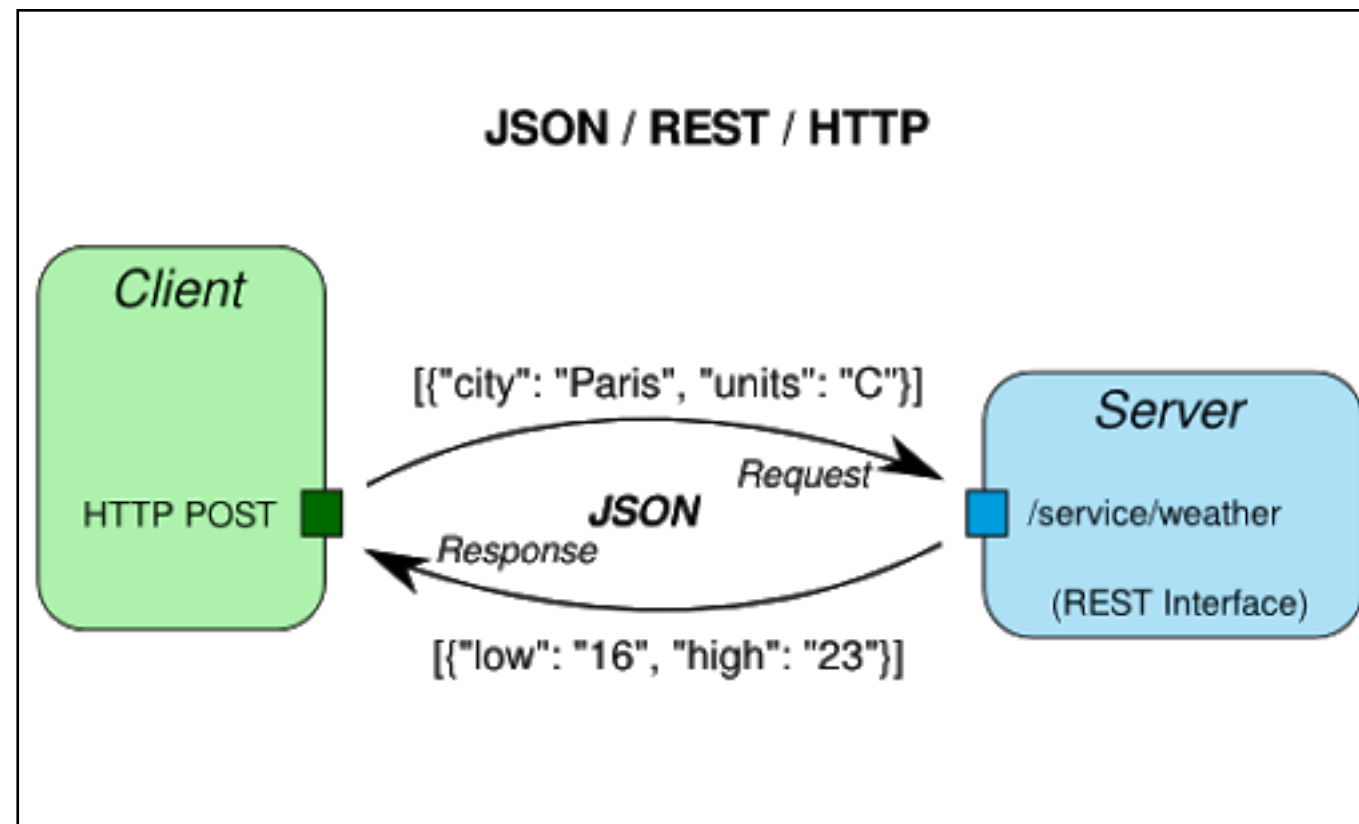 JSON / REST / HTTP
Client
HTTP POST
[{"city": "Paris", "units": "C"}]
Request
JSON
Response
[{"low": "16", "high": "23"}]
Server
/service/weather
(REST Interface)